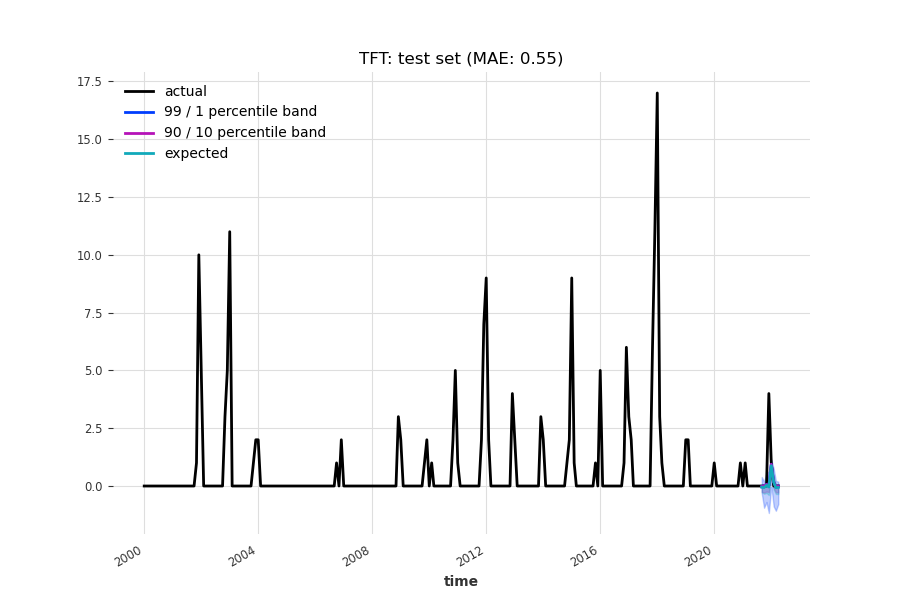 TFT: test set (MAE: 0.55)
17.5
15.0
12.5
10.0
7.5
5.0
2.5
0.0
actual
99 / 1 percentile band
90 / 10 percentile band
expected
2000
2004
2008
2012
2016
2020
time